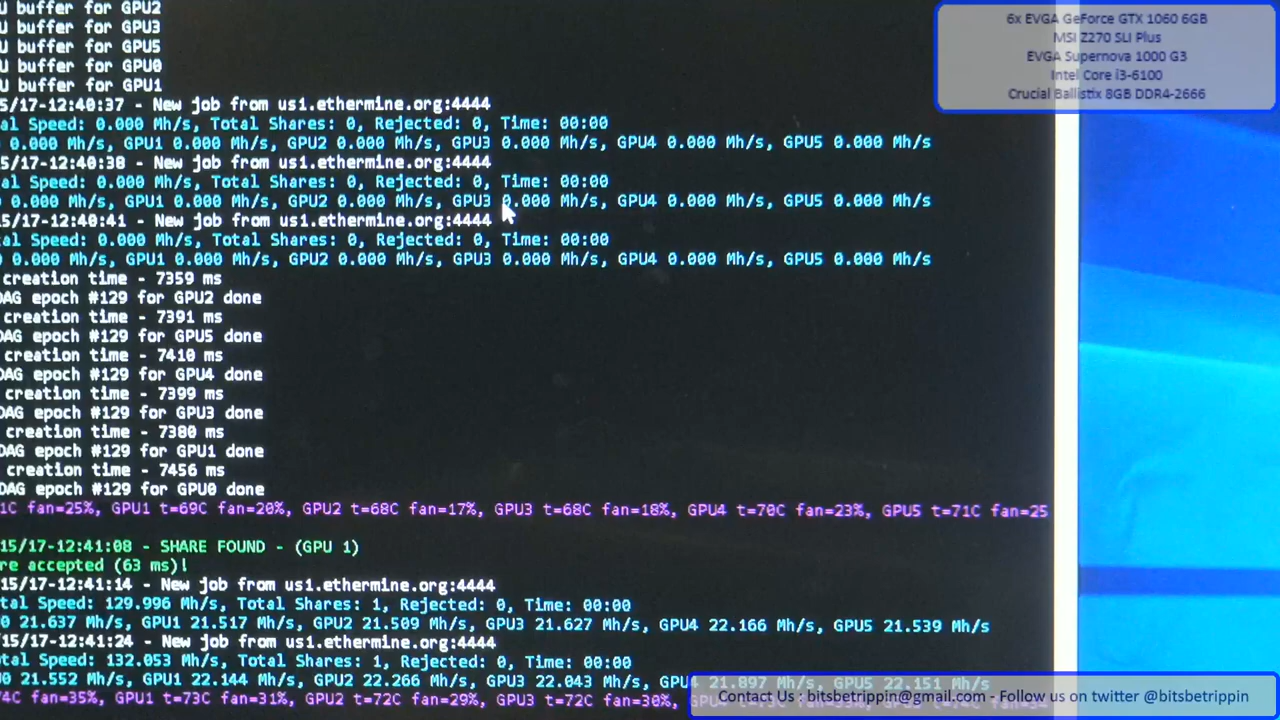 U buffer for GPU2
U buffer for GPU3
U buffer for GPU5
U buffer for GPU0
U buffer for GPU1
5/17-12:40:37 - New job from us1.ethermine.org:4444
al Speed: 0.000 Mh/s, Total Shares: 0, Rejected: 0, Time: 00:00
0.000 Mh/s, GPU1 0.000 Mh/s, GPU2 0.000 Mh/s, GPU3 0.000 Mh/s, GPU4 0.000 Mh/s, GPU5 0.000 Mh/s
5/17-12:40:38 - New job from us1.ethermine.org:4444
al Speed: 0.000 Mh/s, Total Shares: 0, Rejected: 0, Time: 00:00
0.000 Mh/s, GPU1 0.000 Mh/s, GPU2 0.000 Mh/s, GPU3 0.000 Mh/s, GPU4 0.000 Mh/s, GPU5 0.000 Mh/s
5/17-12:40:41 - New job from us1.ethermine.org:4444
al Speed: 0.000 Mh/s, Total Shares: 0, Rejected: 0, Time: 00:00
0 0.000 Mh/s, GPU1 0.000 Mh/s, GPU2 0.000 Mh/s, GPU3 0.000 Mh/s, GPU4 0.000 Mh/s, GPU5 0.000 Mh/s
creation time - 7359 ms
DAG epoch #129 for GPU2 done
creation time - 7391 ms
DAG epoch #129 for GPU5 done
creation time - 7410 ms
DAG epoch #129 for GPU4 done
creation time - 7399 ms
DAG epoch #129 for GPU3 done
creation time - 7380 ms
DAG epoch #129 for GPU1 done
creation time - 7456 ms
DAG epoch #129 for GPU0 done
1C fan=25%, GPU1 t=69C fan=20%, GPU2 t=68C fan=17%, GPU3 t=68C fan=18%, GPU4 t=70C fan=23%, GPU5 t=71C fan=25
15/17-12:41:08 - SHARE FOUND - (GPU 1)
re accepted (63 ms)!
15/17-12:41:14 - New job from us1.ethermine.org:4444
tal Speed: 129.996 Mh/s, Total Shares: 1, Rejected: 0, Time: 00:00
0 21.637 Mh/s, GPU1 21.517 Mh/s, GPU2 21.509 Mh/s, GPU3 21.627 Mh/s, GPU4 22.166 Mh/s, GPU5 21.539 Mh/s
15/17-12:41:24 - New job from us1.ethermine.org:4444
tal Speed: 132.053 Mh/s, Total Shares: 1, Rejected: 0, Time: 00:00
0 21.552 Mh/s, GPU1 22.144 Mh/s, GPU2 22.266 Mh/s, GPU3 22.043 Mh/s, GPU4 21.897 Mh/s, GPU5 22.151 Mh/s
74C fan=35%, GPU1 t=73C fan=31%, GPU2 t=72C fan=29%, GPU3 t=72C fan=30%,
6x EVGA GeForce GTX 1060 6GB
MSI Z270 SLI Plus
EVGA Supernova 1000 G3
Intel Core i3-6100
Crucial Ballistix 8GB DDR4-2666
Contact Us : bitsbetrippin@gmail.com - Follow us on twitter @bitsbetrippin